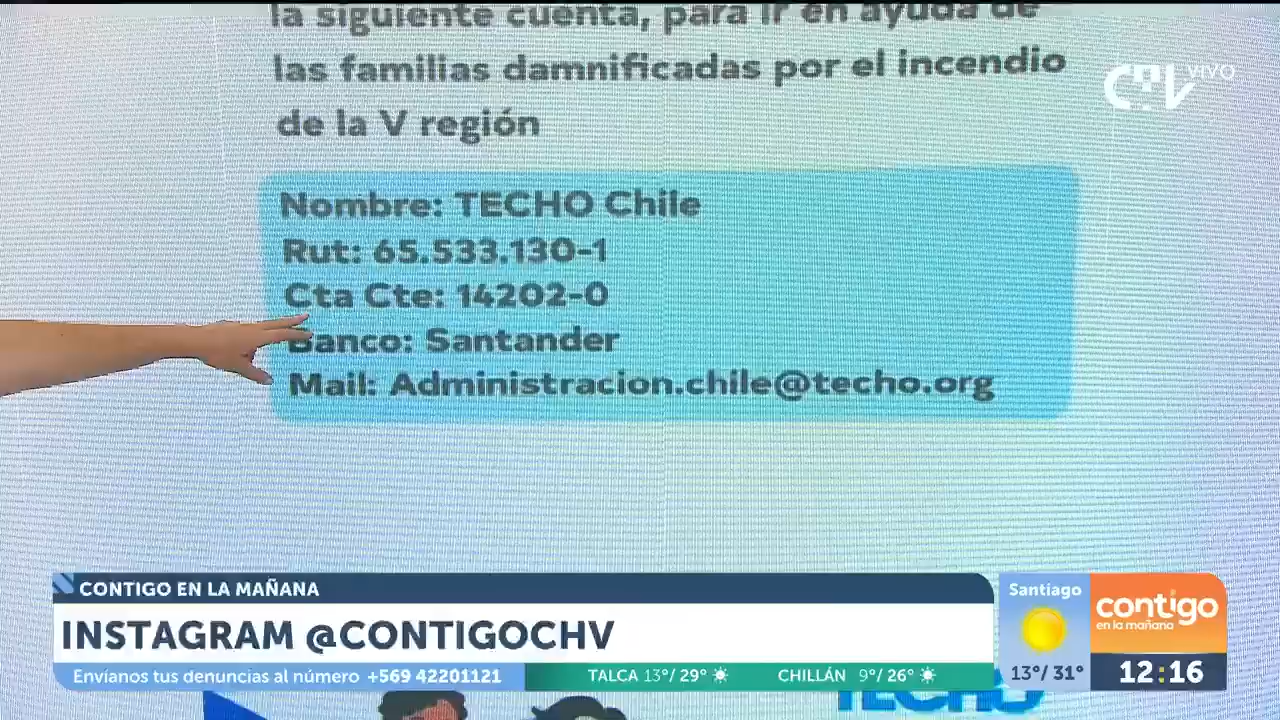 la siguiente cuenta, para ir en ayuda de
las familias damnificadas por el incendio
de la V región
CHV VIVO
Nombre: TECHO Chile
Rut: 65.533.130-1
Cta Cte: 14202-0
Banco: Santander
Mail: Administracion.chile@techo.org
CONTIGO EN LA MAÑANA
INSTAGRAM @CONTIGOCHV
Envíanos tus denuncias al número +569 42201121
TALCA 13°/ 29° CHILLÁN 9°/ 26°
Santiago
13°/ 31°
contigo
en la mañana
12:16
TECHO